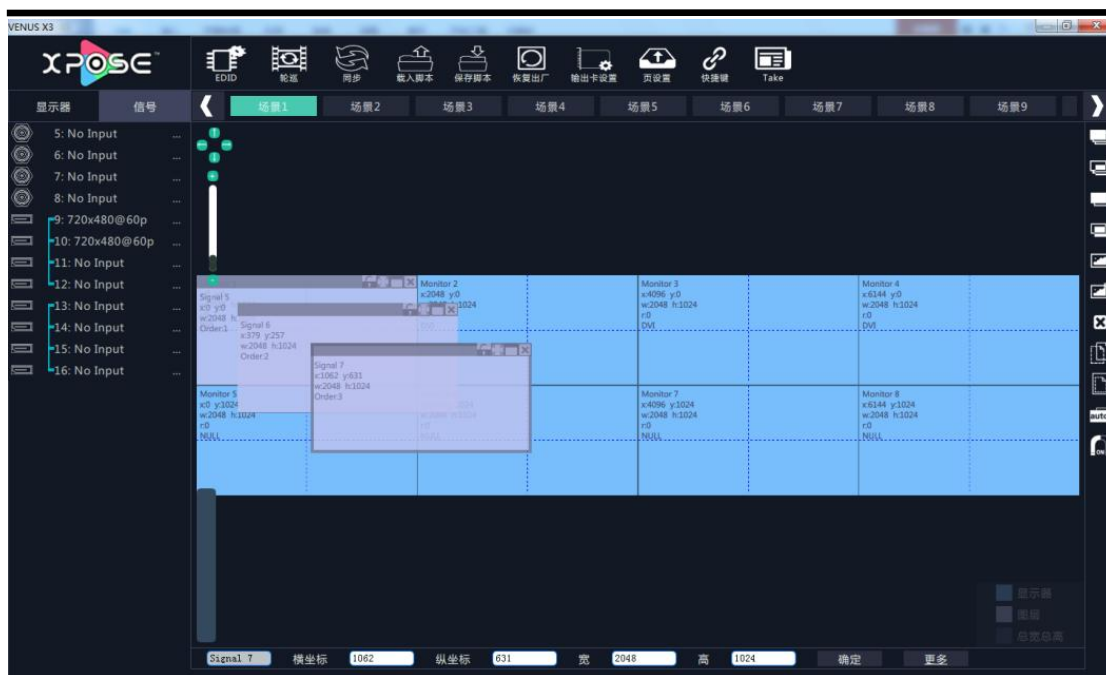 VENUS X3
XPOSE™
EDID
轮巡
同步
载入脚本
保存脚本
恢复出厂
输出卡设置
页设置
快捷键
Take
显示器
信号
场景1
场景2
场景3
场景4
场景5
场景6
场景7
场景8
场景9
5: No Input ...
6: No Input ...
7: No Input ...
8: No Input ...
9: 720x480@60p ...
10: 720x480@60p ...
11: No Input ...
12: No Input ...
13: No Input ...
14: No Input ...
15: No Input ...
16: No Input ...
Signal 5
x:0 y:0
w:2048 h:
Order:1
Signal 6
x:379 y:257
w:2048 h:1024
Order:2
Signal 7
x:1062 y:631
w:2048 h:1024
Order:3
Monitor 2
x:2048 y:0
1024
Monitor 3
x:4096 y:0
w:2048 h:1024
r:0
DVI
Monitor 4
x:6144 y:0
w:2048 h:1024
r:0
DVI
Monitor 5
x:0 y:1024
w:2048 h:1024
r:0
NULL
Monitor 7
x:4096 y:1024
w:2048 h:1024
r:0
NULL
Monitor 8
x:6144 y:1024
w:2048 h:1024
r:0
NULL
auto
ON
显示器
图层
总宽总高
Signal 7 横坐标 1062 纵坐标 631 宽 2048 高 1024 确定 更多